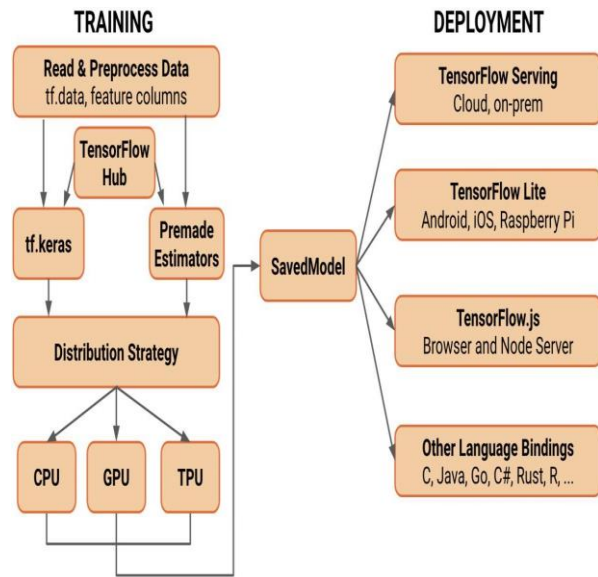 TRAINING
Read & Preprocess Data
tf.data, feature columns
TensorFlow
Hub
tf.keras
Premade
Estimators
Distribution Strategy
CPU
GPU
TPU
SavedModel
DEPLOYMENT
TensorFlow Serving
Cloud, on-prem
TensorFlow Lite
Android, iOS, Raspberry Pi
TensorFlow.js
Browser and Node Server
Other Language Bindings
C, Java, Go, C#, Rust, R, ...